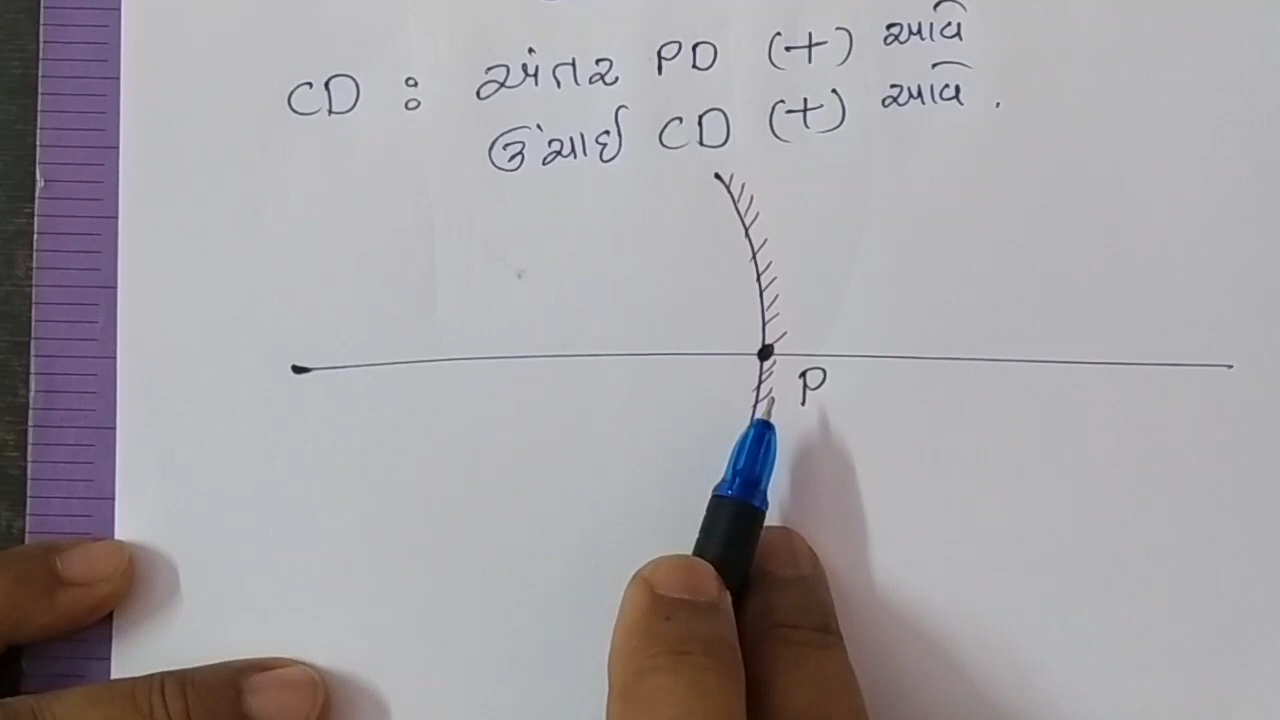 CD : અંતર PD (+) આવે
ઉંચાઈ CD (+) આવે .
P